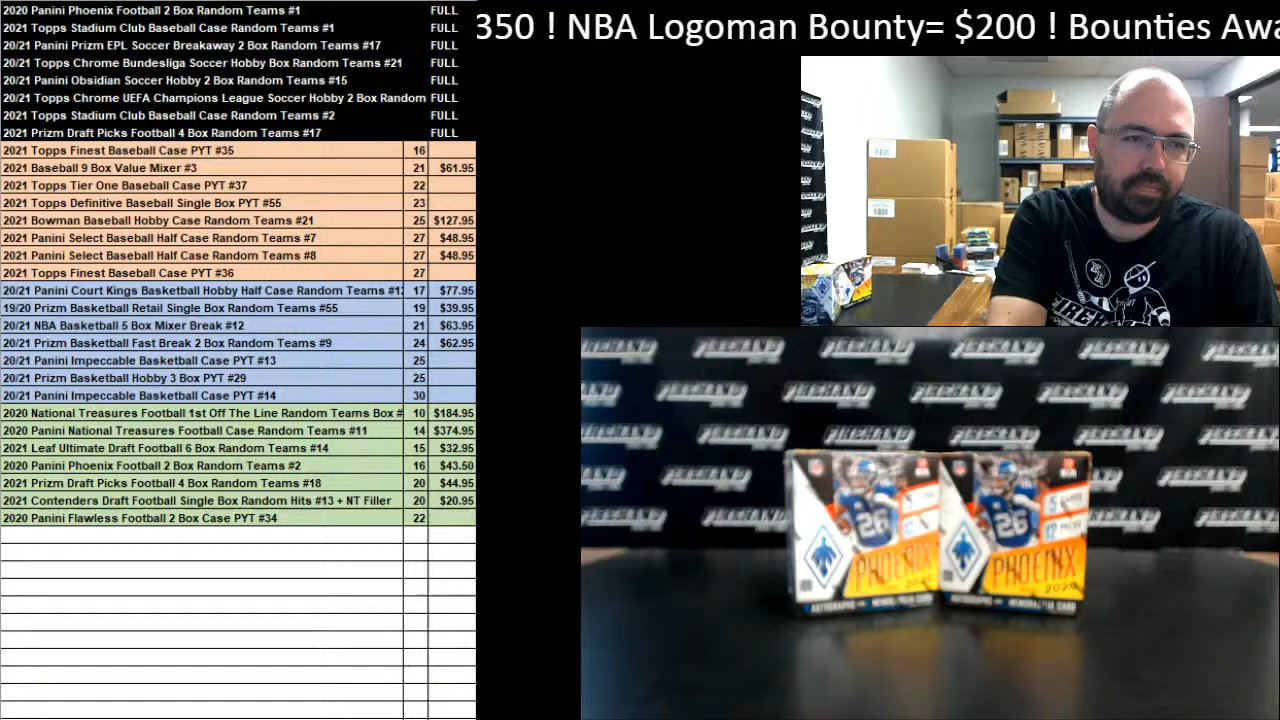 2020 Panini Phoenix Football 2 Box Random Teams #1 FULL
2021 Topps Stadium Club Baseball Case Random Teams #1 FULL
20/21 Panini Prizm EPL Soccer Breakaway 2 Box Random Teams #17 FULL
20/21 Topps Chrome Bundesliga Soccer Hobby Box Random Teams #21 FULL
20/21 Panini Obsidian Soccer Hobby 2 Box Random Teams #15 FULL
20/21 Topps Chrome UEFA Champions League Soccer Hobby 2 Box Random FULL
2021 Topps Stadium Club Baseball Case Random Teams #2 FULL
2021 Prizm Draft Picks Football 4 Box Random Teams #17 FULL
2021 Topps Finest Baseball Case PYT #35 16
2021 Baseball 9 Box Value Mixer #3 21 $61.95
2021 Topps Tier One Baseball Case PYT #37 22
2021 Topps Definitive Baseball Single Box PYT #55 23
2021 Bowman Baseball Hobby Case Random Teams #21 25 $127.95
2021 Panini Select Baseball Half Case Random Teams #7 27 $48.95
2021 Panini Select Baseball Half Case Random Teams #8 27 $48.95
2021 Topps Finest Baseball Case PYT #36 27
20/21 Panini Court Kings Basketball Hobby Half Case Random Teams 17 $77.95
19/20 Prizm Basketball Retail Single Box Random Teams #55 19 $39.95
20/21 NBA Basketball 5 Box Mixer Break #12 21 $63.95
20/21 Prizm Basketball Fast Break 2 Box Random Teams #9 24 $62.95
20/21 Panini Impeccable Basketball Case PYT #13 25
20/21 Prizm Basketball Hobby 3 Box PYT #29 25
20/21 Panini Impeccable Basketball Case PYT #14 30
2020 National Treasures Football 1st Off The Line Random Teams Box # 10 $184.95
2020 Panini National Treasures Football Case Random Teams #11 14 $374.95
2021 Leaf Ultimate Draft Football 6 Box Random Teams #14 15 $32.95
2020 Panini Phoenix Football 2 Box Random Teams #2 16 $43.50
2021 Prizm Draft Picks Football 4 Box Random Teams #18 20 $44.95
2021 Contenders Draft Football Single Box Random Hits #13 + NT Filler 20 $20.95
2020 Panini Flawless Football 2 Box Case PYT #34 22
350 ! NBA Logoman Bounty= $200 ! Bounties Awa
26
PHOENIX
26
5 CARDS
12
PHOENIX
2020